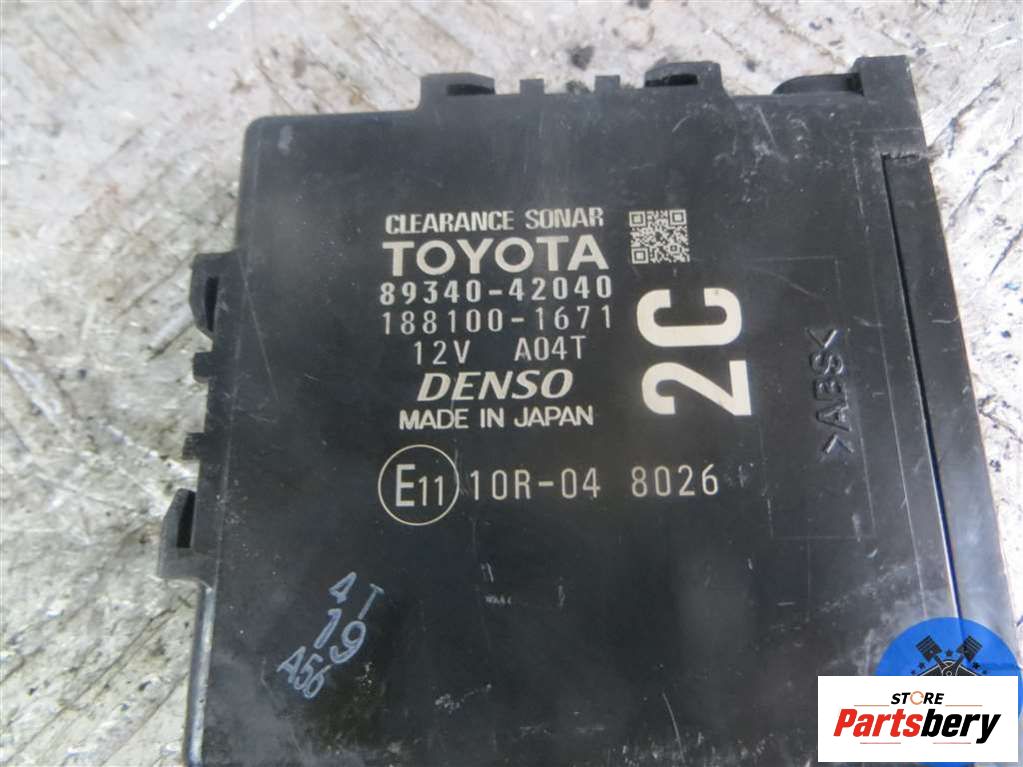 CLEARANCE SONAR
TOYOTA
89340-42040
188100-1671
12V A04T
DENSO
MADE IN JAPAN
2C
>ABS<
E11 10R-04 8026
4T
19
A56
STORE
Partsbery